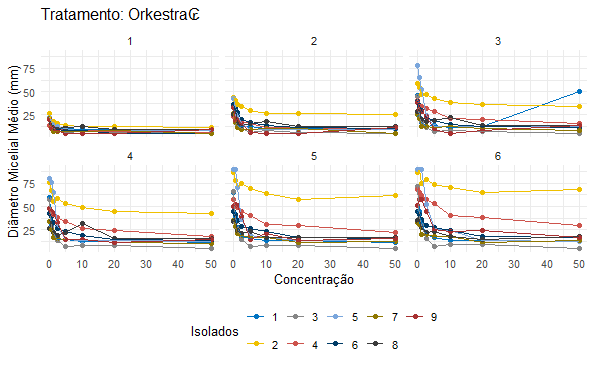 Tratamento: Orkestra₢
1 2 3
75
50
25
4 5 6
75
50
25
0 10 20 30 40 50 0 10 20 30 40 50 0 10 20 30 40 50
Diâmetro Micelial Médio (mm)
Concentração
Isolados
1 3 5 7 9
2 4 6 8